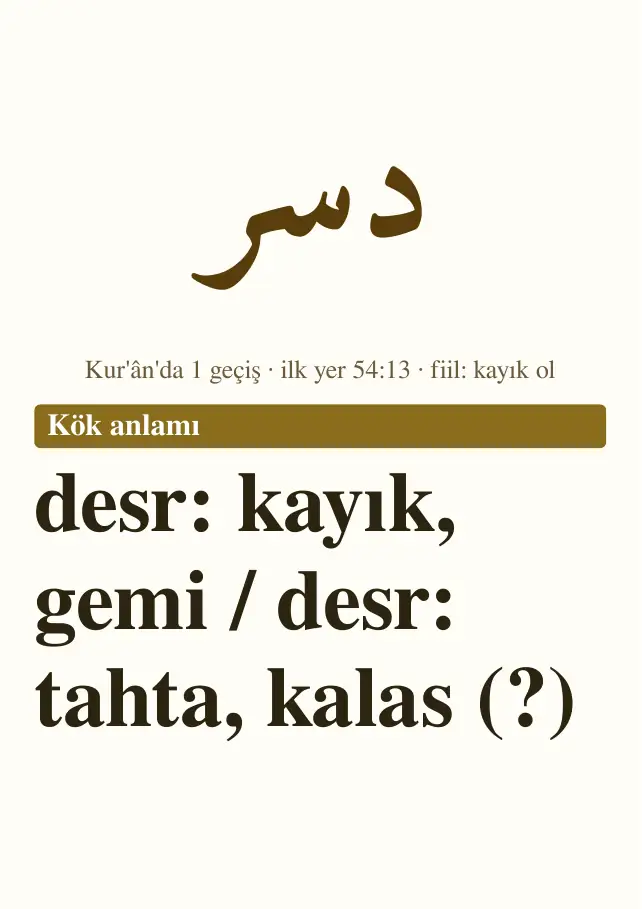 دسر
Kur'ân'da 1 geçiş · ilk yer 54:13 · fiil: kayık ol
Kök anlamı
desr: kayık,
gemi / desr:
tahta, kalas (?)